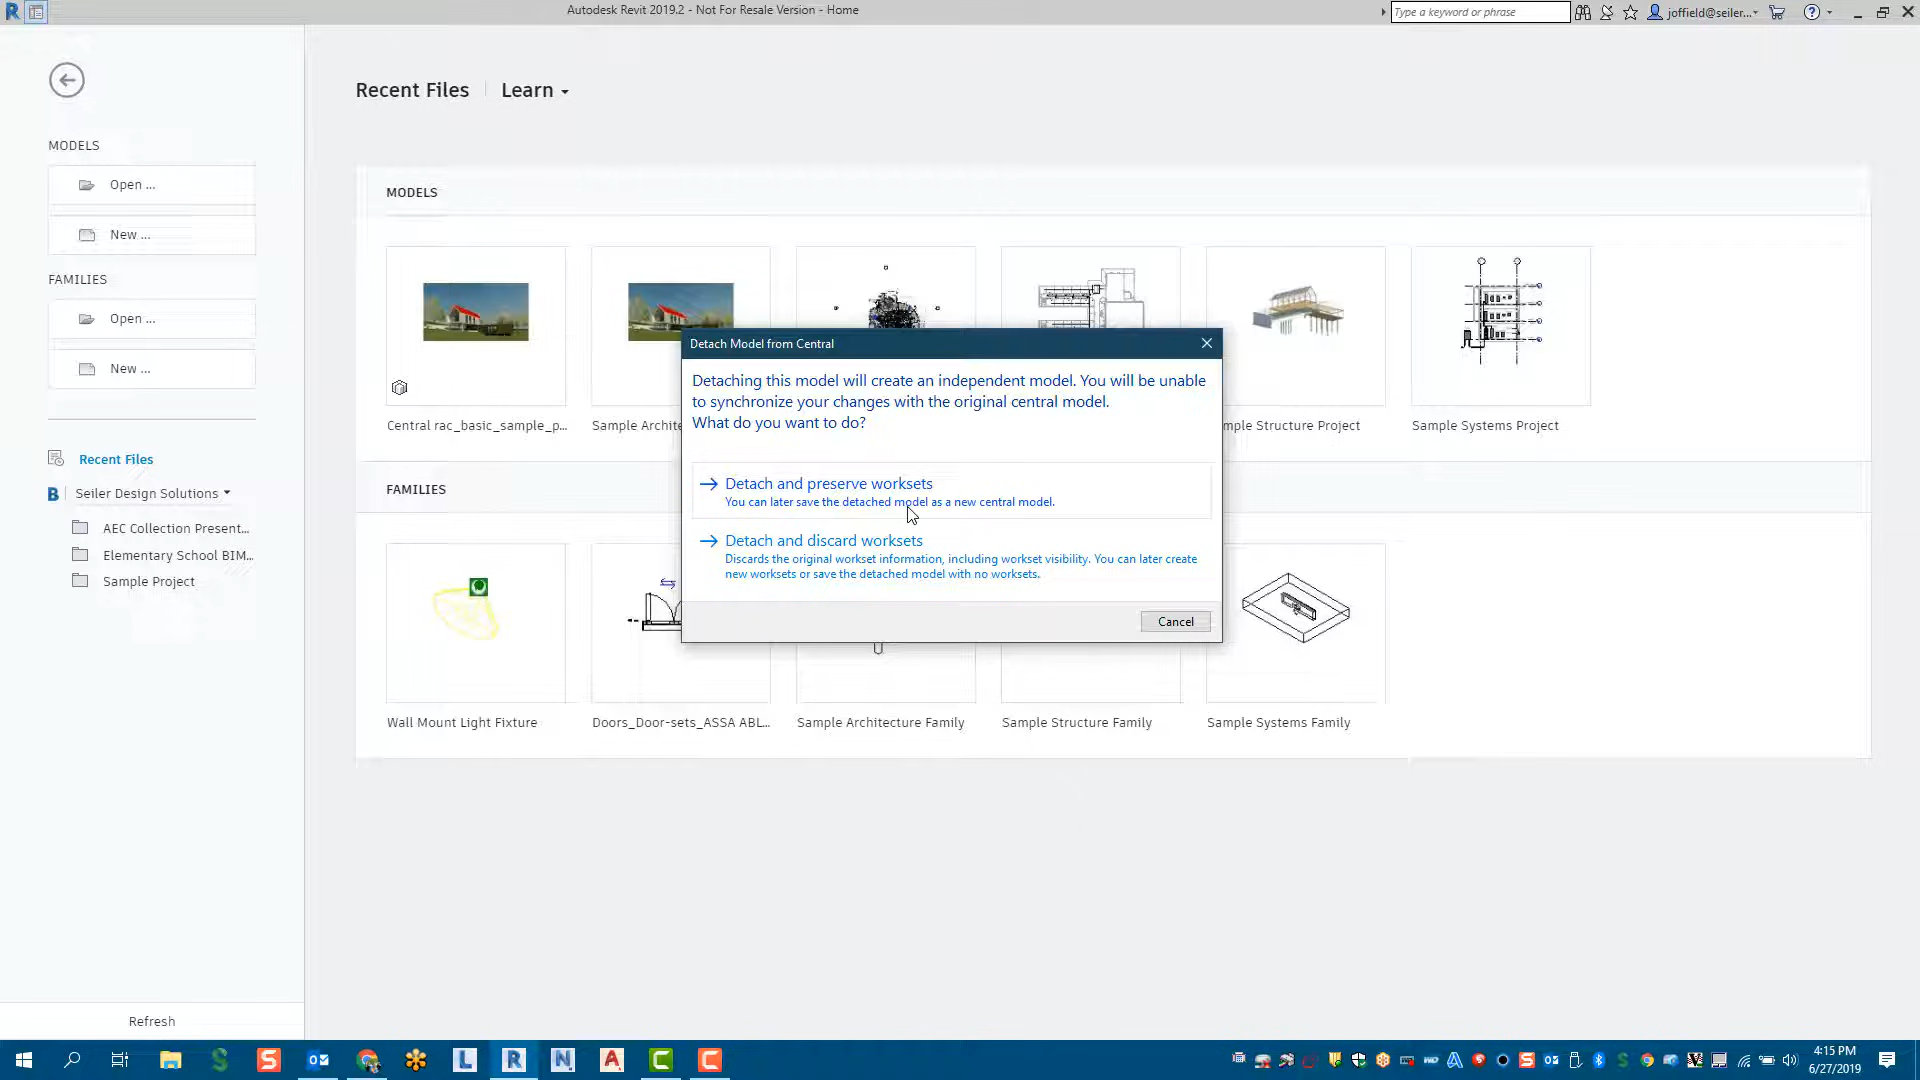 Autodesk Revit 2019.2 - Not For Resale Version - Home
Type a keyword or phrase
joffield@seiler...
Recent Files
Learn
MODELS
Open ...
New ...
FAMILIES
Open ...
New ...
Recent Files
Seiler Design Solutions
AEC Collection Present...
Elementary School BIM...
Sample Project
Refresh
MODELS
Central rac_basic_sample_p...
Sample Archite
mple Structure Project
Sample Systems Project
FAMILIES
Wall Mount Light Fixture
Doors_Door-sets_ASSA ABL...
Sample Architecture Family
Sample Structure Family
Sample Systems Family
Detach Model from Central
Detaching this model will create an independent model. You will be unable
to synchronize your changes with the original central model.
What do you want to do?
Detach and preserve worksets
You can later save the detached model as a new central model.
Detach and discard worksets
Discards the original workset information, including workset visibility. You can later create
new worksets or save the detached model with no worksets.
Cancel
4:15 PM
6/27/2019